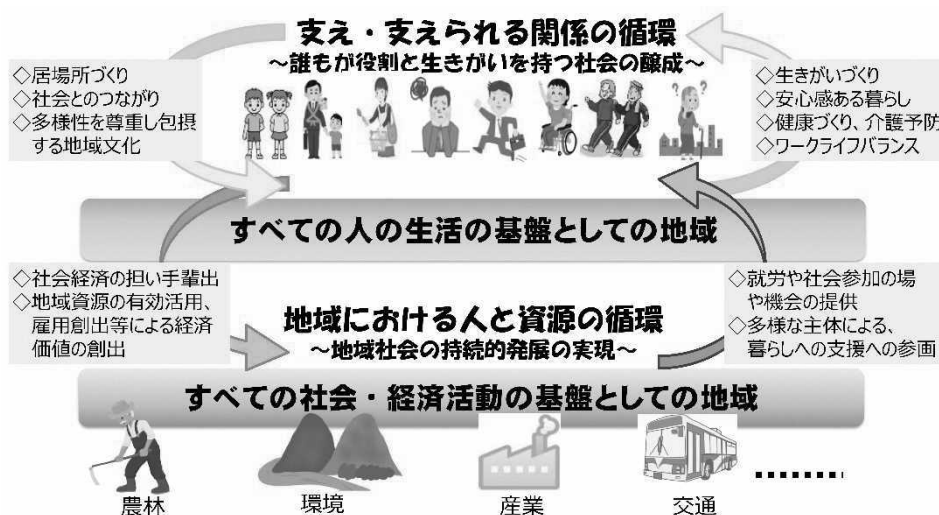 支え・支えられる関係の循環
～誰もが役割と生きがいを持つ社会の醸成～
◇居場所づくり
◇社会とのつながり
◇多様性を尊重し包摂
する地域文化
◇生きがいづくり
◇安心感ある暮らし
◇健康づくり、介護予防
◇ワークライフバランス
? ?
すべての人の生活の基盤としての地域
◇社会経済の担い手輩出
◇地域資源の有効活用、
雇用創出等による経済
価値の創出
地域における人と資源の循環
～地域社会の持続的発展の実現～
◇就労や社会参加の場
や機会の提供
◇多様な主体による、
暮らしへの支援への参画
すべての社会・経済活動の基盤としての地域
農林
環境
産業
交通
………